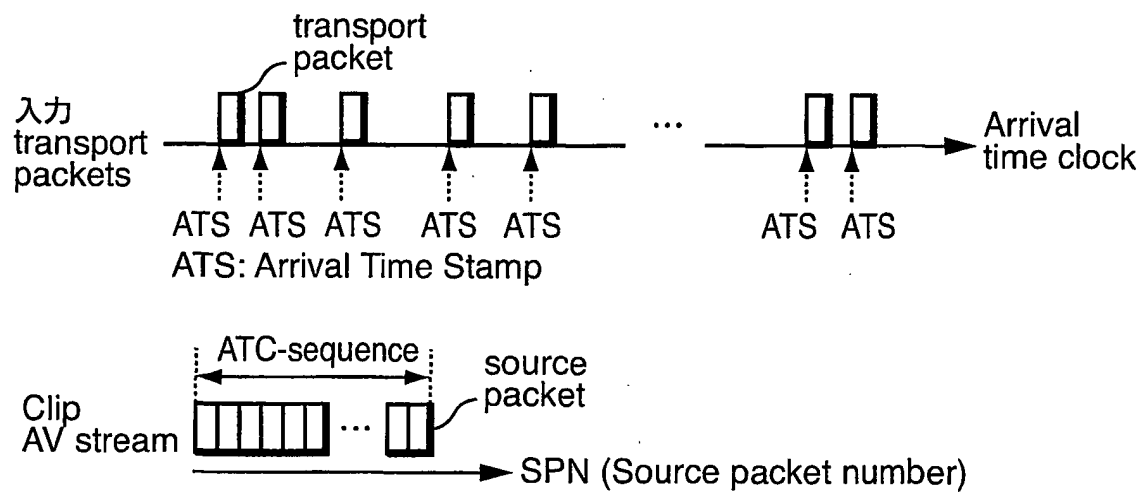 transport
packet
入力
transport
packets
...
Arrival
time clock
ATS ATS ATS ATS ATS ATS ATS
ATS: Arrival Time Stamp
ATC-sequence
source
packet
Clip
AV stream
...
SPN (Source packet number)